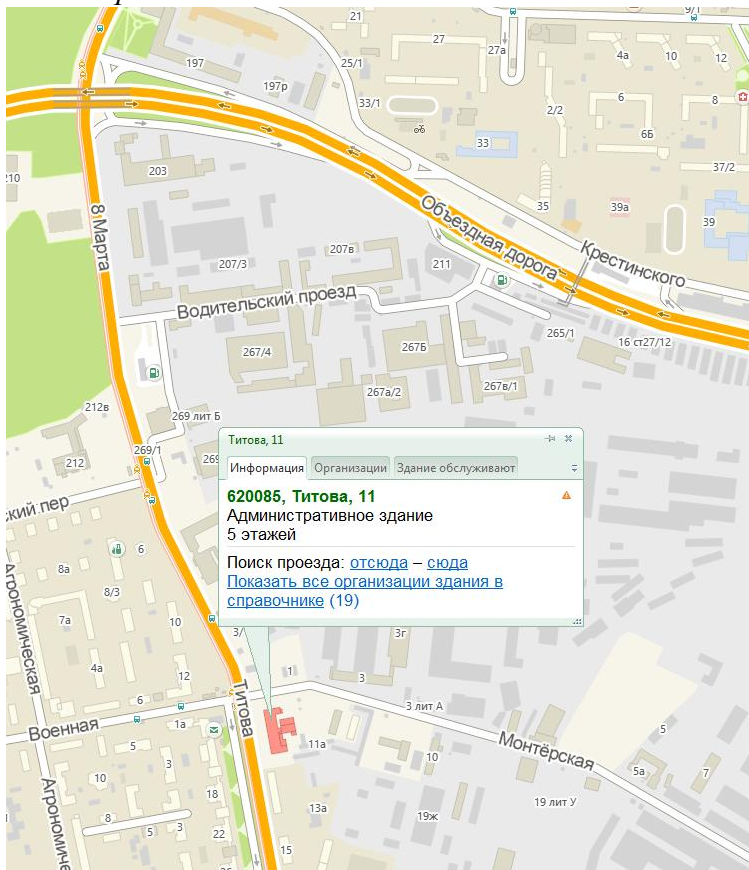 21
9/1
27
27а
4а
10
12
197
25/1
197р
33/1
2/2
6
8
6Б
33
203
37/2
210
35
39а
39
8 Марта
207в
Объездная дорога
Крестинского
207/3
211
Водительский проезд
265/1
16 ст27/12
267/4
267Б
267а/2
267в/1
212в
269 лит Б
269/1
212
269
Титова, 11
Информация
Организации
Здание обслуживают
620085, Титова, 11
Административное здание
5 этажей
Поиск проезда: отсюда – сюда
Показать все организации здания в
справочнике (19)
ский пер
6
8а
8/3
7а
10
Агрономическая
3/
3г
4а
12
1
3
6
3 лит А
Титова
Военная
1а
11а
5
3
10
Монтёрская
5
5а
7
10
Агрономиче
18
13а
19ж
19 лит У
8
5
3
22
15